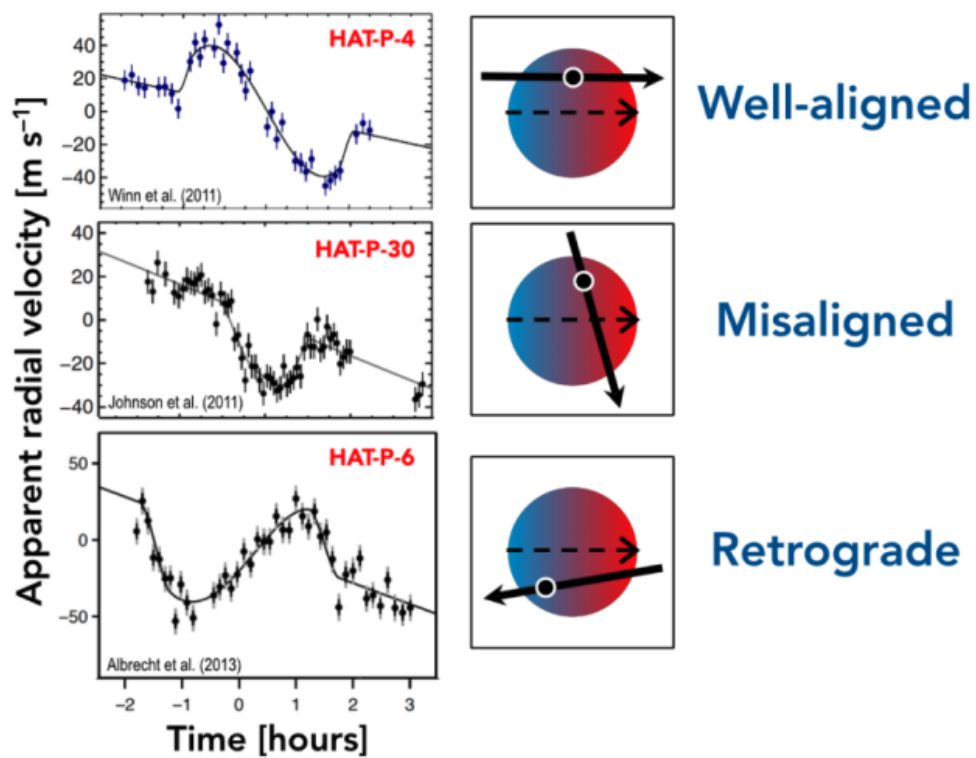 Apparent radial velocity [m s⁻¹]
40
20
0
−20
−40
HAT-P-4
Winn et al. (2011)
Well-aligned
40
20
0
−20
−40
HAT-P-30
Johnson et al. (2011)
Misaligned
50
0
−50
HAT-P-6
Albrecht et al. (2013)
Retrograde
−2 −1 0 1 2 3
Time [hours]